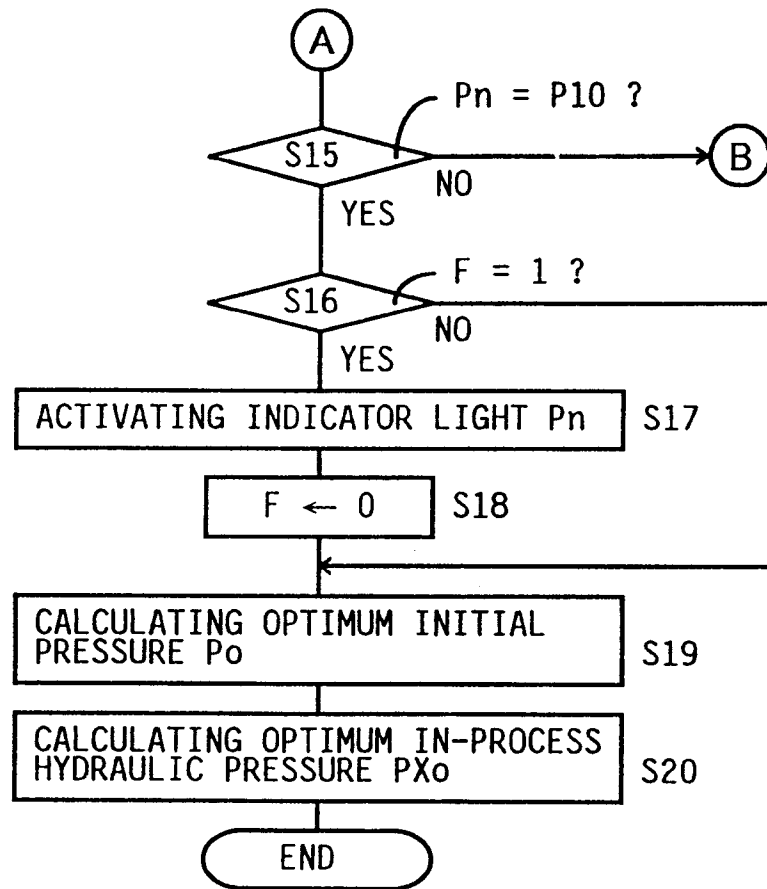 A
Pn = P10 ?
S15
B
NO
YES
F = 1 ?
S16
NO
YES
ACTIVATING INDICATOR LIGHT Pn
S17
F ← 0
S18
CALCULATING OPTIMUM INITIAL
PRESSURE Po
S19
CALCULATING OPTIMUM IN-PROCESS
HYDRAULIC PRESSURE PXo
S20
END